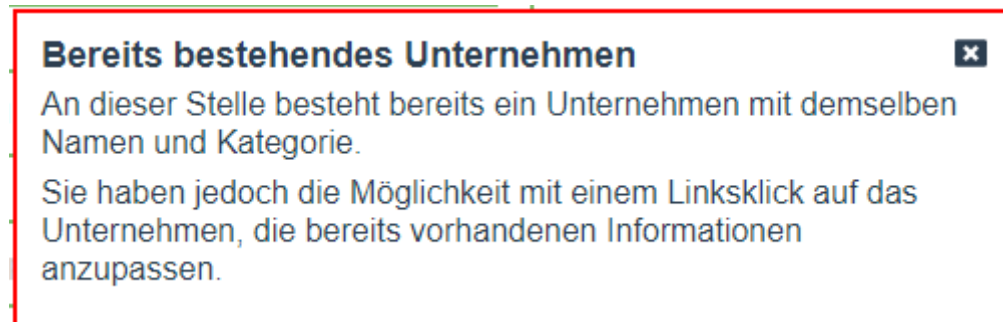 Bereits bestehendes Unternehmen
An dieser Stelle besteht bereits ein Unternehmen mit demselben
Namen und Kategorie.
Sie haben jedoch die Möglichkeit mit einem Linksklick auf das
Unternehmen, die bereits vorhandenen Informationen
anzupassen.